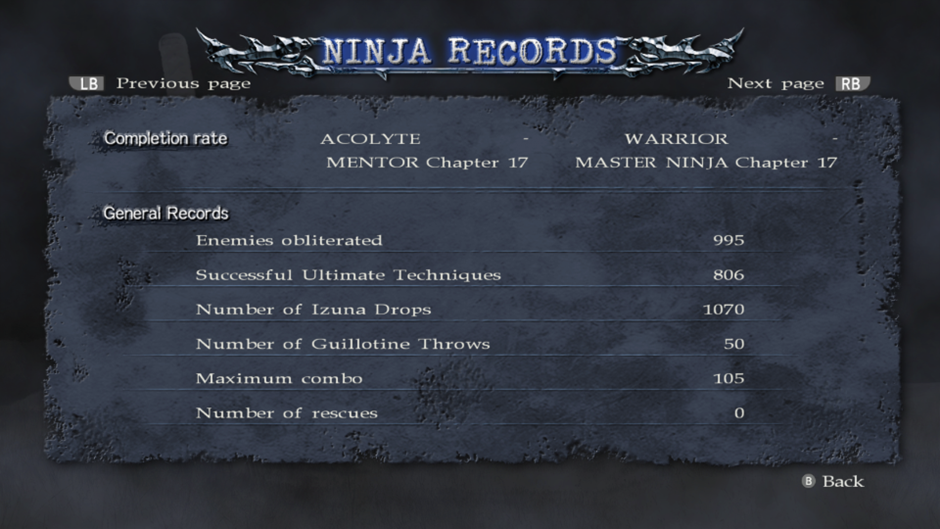 NINJA RECORDS
LB Previous page Next page RB
Completion rate ACOLYTE - WARRIOR -
MENTOR Chapter 17 MASTER NINJA Chapter 17
General Records
Enemies obliterated 995
Successful Ultimate Techniques 806
Number of Izuna Drops 1070
Number of Guillotine Throws 50
Maximum combo 105
Number of rescues 0
B Back